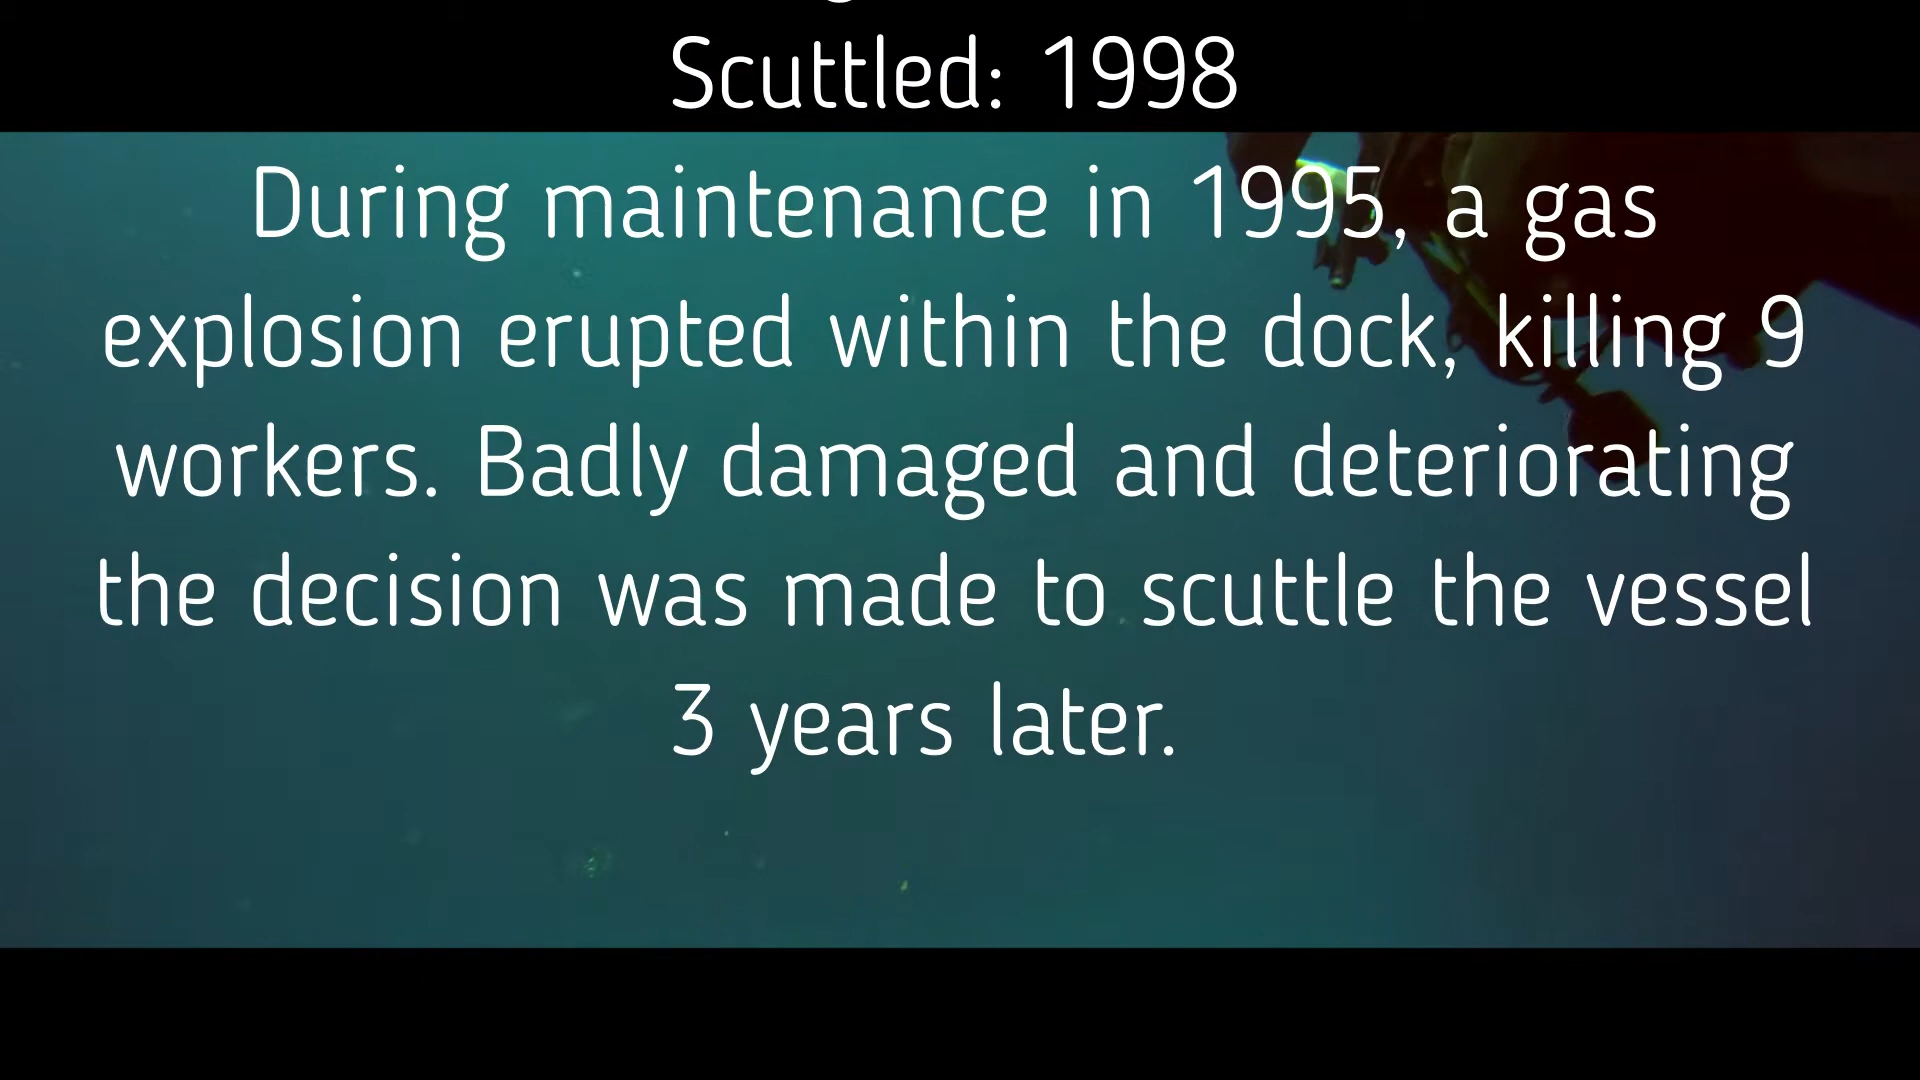 Scuttled: 1998
During maintenance in 1995, a gas
explosion erupted within the dock, killing 9
workers. Badly damaged and deteriorating
the decision was made to scuttle the vessel
3 years later.